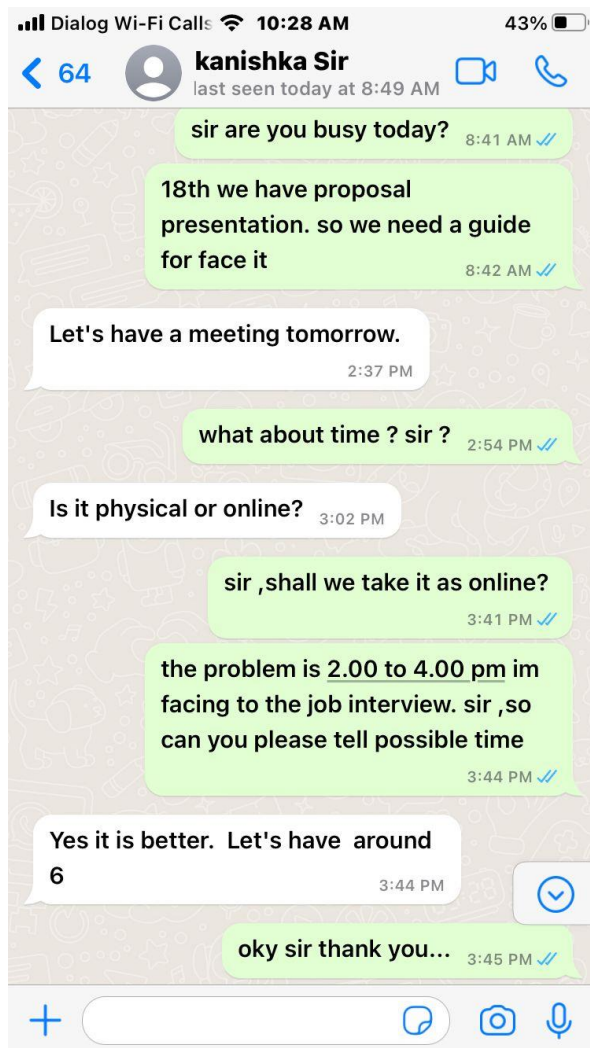 Dialog Wi-Fi Calls 10:28 AM 43%
64 kanishka Sir
last seen today at 8:49 AM
sir are you busy today? 8:41 AM
18th we have proposal
presentation. so we need a guide
for face it 8:42 AM
Let's have a meeting tomorrow.
2:37 PM
what about time ? sir ? 2:54 PM
Is it physical or online? 3:02 PM
sir ,shall we take it as online?
3:41 PM
the problem is 2.00 to 4.00 pm im
facing to the job interview. sir ,so
can you please tell possible time
3:44 PM
Yes it is better. Let's have around
6 3:44 PM
oky sir thank you... 3:45 PM